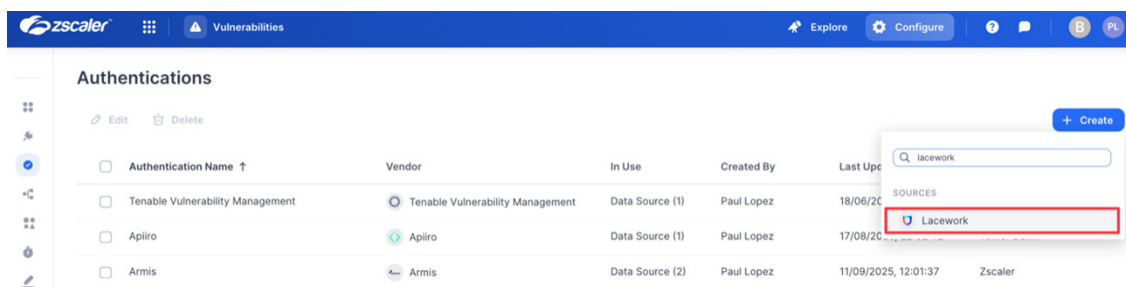 zscaler Vulnerabilities Explore Configure B PL
Authentications
Edit Delete + Create
lacework
Authentication Name ↑ Vendor In Use Created By Last Upd
SOURCES
Tenable Vulnerability Management Tenable Vulnerability Management Data Source (1) Paul Lopez 18/06/20
Lacework
Apiiro Apiiro Data Source (1) Paul Lopez 17/08/20
Armis Armis Data Source (2) Paul Lopez 11/09/2025, 12:01:37 Zscaler